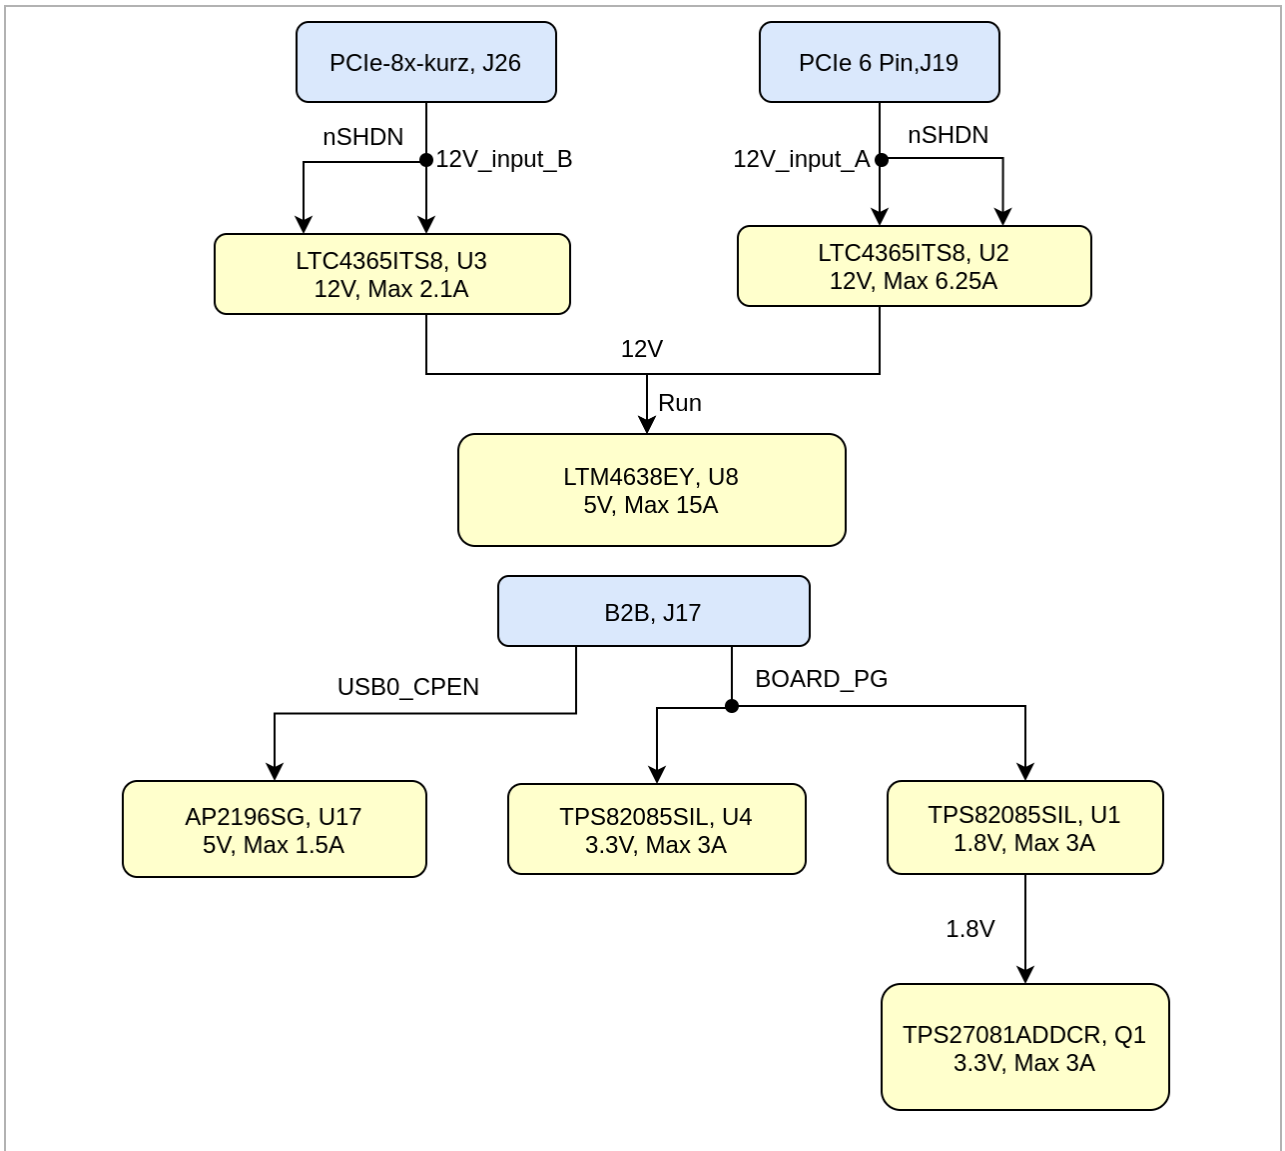 PCIe-8x-kurz, J26
PCIe 6 Pin,J19
nSHDN
nSHDN
12V_input_B
12V_input_A
LTC4365ITS8, U3
12V, Max 2.1A
LTC4365ITS8, U2
12V, Max 6.25A
12V
Run
LTM4638EY, U8
5V, Max 15A
B2B, J17
USB0_CPEN
BOARD_PG
AP2196SG, U17
5V, Max 1.5A
TPS82085SIL, U4
3.3V, Max 3A
TPS82085SIL, U1
1.8V, Max 3A
1.8V
TPS27081ADDCR, Q1
3.3V, Max 3A